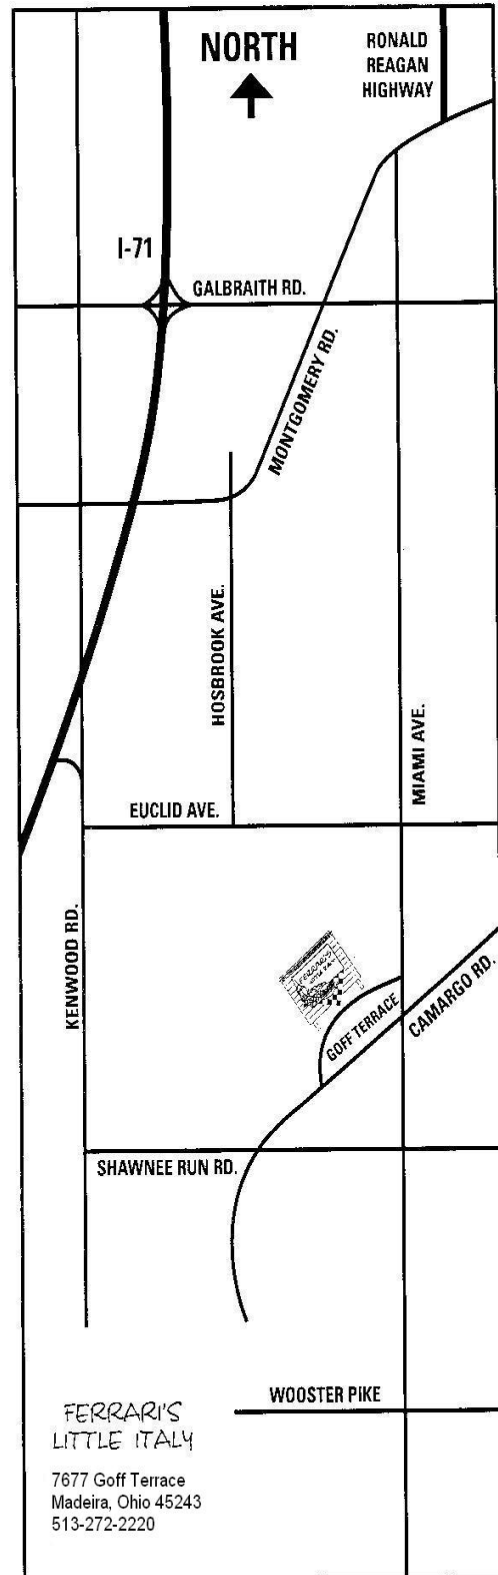 NORTH
RONALD
REAGAN
HIGHWAY
I-71
GALBRAITH RD.
MONTGOMERY RD.
HOSBROOK AVE.
MIAMI AVE.
EUCLID AVE.
KENWOOD RD.
FERRARI'S
GOFF TERRACE
CAMARGO RD.
SHAWNEE RUN RD.
WOOSTER PIKE
FERRARI'S
LITTLE ITALY
7677 Goff Terrace
Madeira, Ohio 45243
513-272-2220